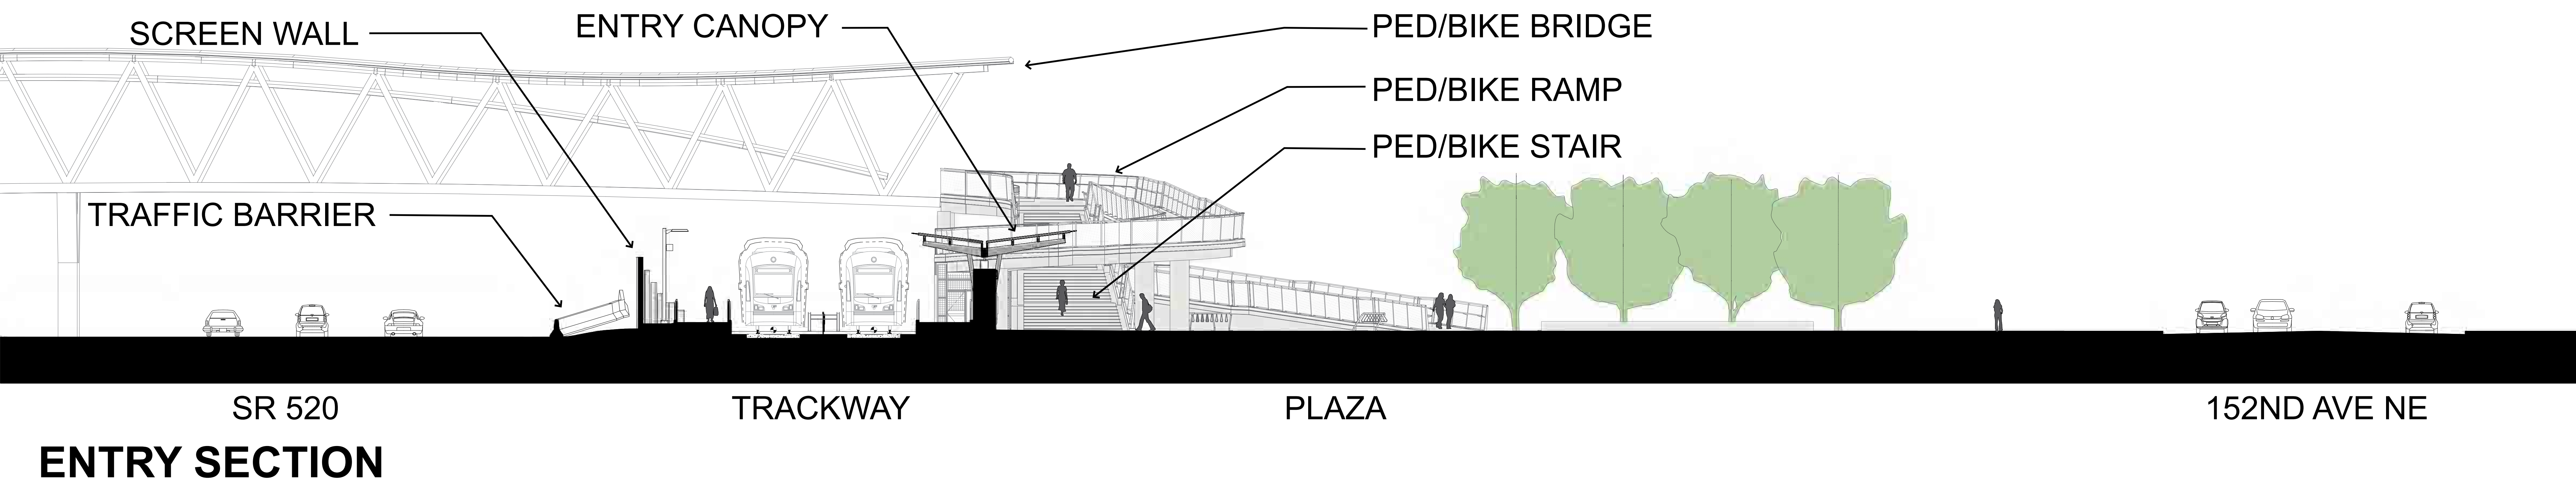 SCREEN WALL
ENTRY CANOPY
PED/BIKE BRIDGE
PED/BIKE RAMP
PED/BIKE STAIR
TRAFFIC BARRIER
SR 520
TRACKWAY
PLAZA
152ND AVE NE
ENTRY SECTION